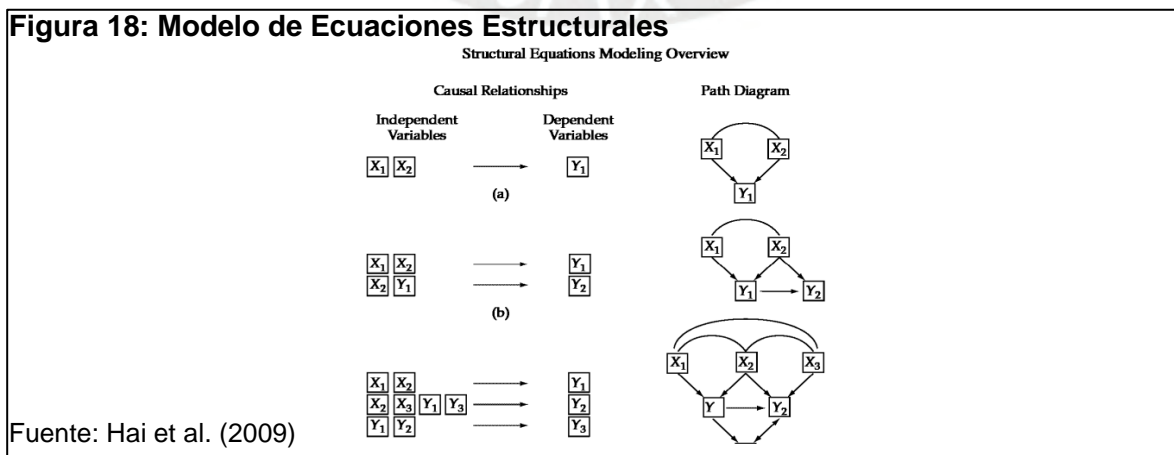 Figura 18: Modelo de Ecuaciones Estructurales
Structural Equations Modeling Overview
Causal Relationships
Path Diagram
Independent Variables
Dependent Variables
X₁ X₂
Y₁
(a)
X₁
X₂
Y₁
X₁ X₂
Y₁
X₂ Y₁
Y₂
(b)
X₁
X₂
Y₁
Y₂
X₁ X₂
Y₁
X₂ X₃ Y₁ Y₃
Y₂
Y₁ Y₂
Y₃
X₁
X₂
X₃
Y
Y₂
Fuente: Hai et al. (2009)